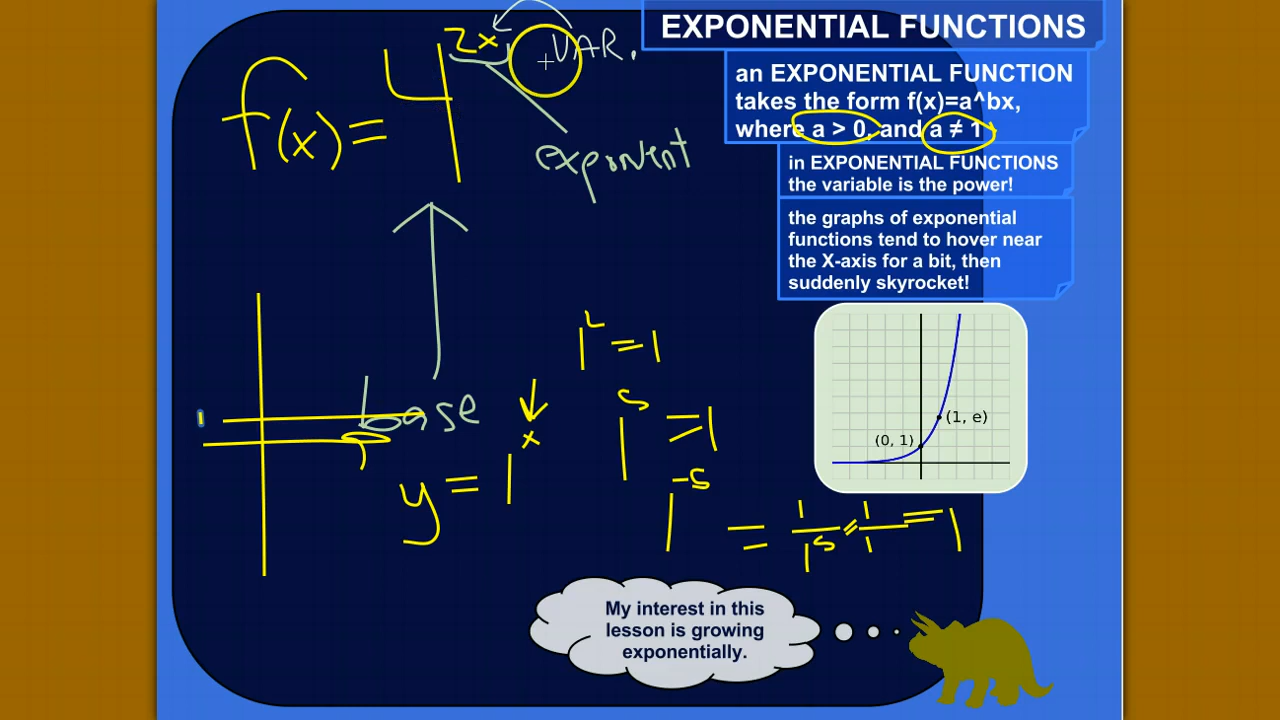 EXPONENTIAL FUNCTIONS
an EXPONENTIAL FUNCTION
takes the form f(x)=a^bx,
where a > 0, and a ≠ 1
in EXPONENTIAL FUNCTIONS
the variable is the power!
the graphs of exponential
functions tend to hover near
the X-axis for a bit, then
suddenly skyrocket!
(1, e)
(0, 1)
f(x) = 4^2x
VAR.
exponent
base
1
y = 1^x
1^2 = 1
1^5 = 1
1^-5 = 1/1^5 = 1/1 = 1
My interest in this
lesson is growing
exponentially.